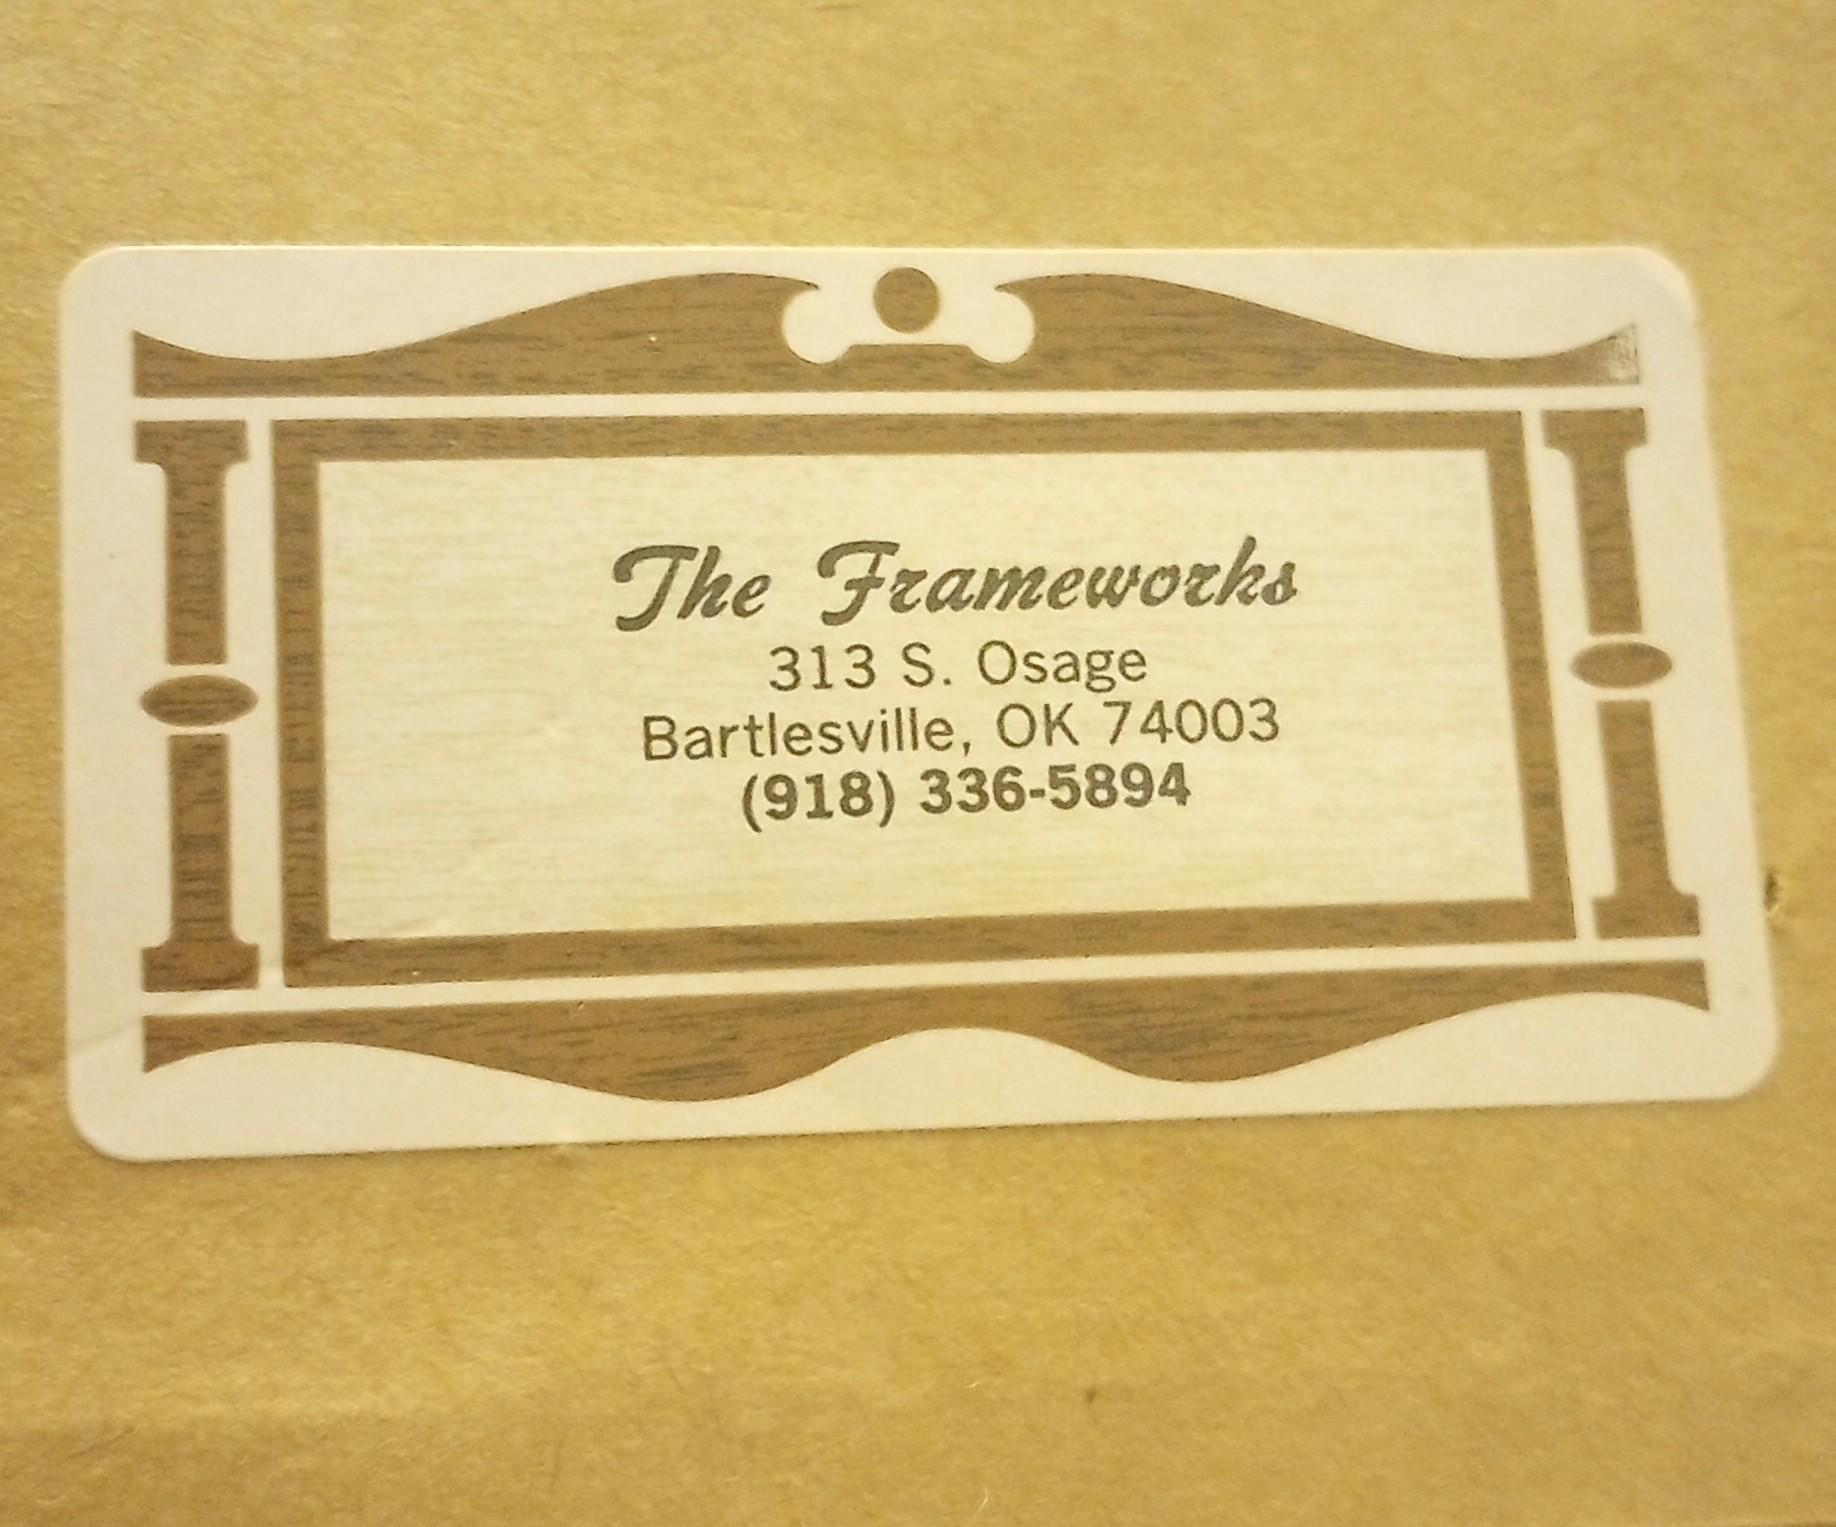 The Frameworks
313 S. Osage
Bartlesville, OK 74003
(918) 336-5894